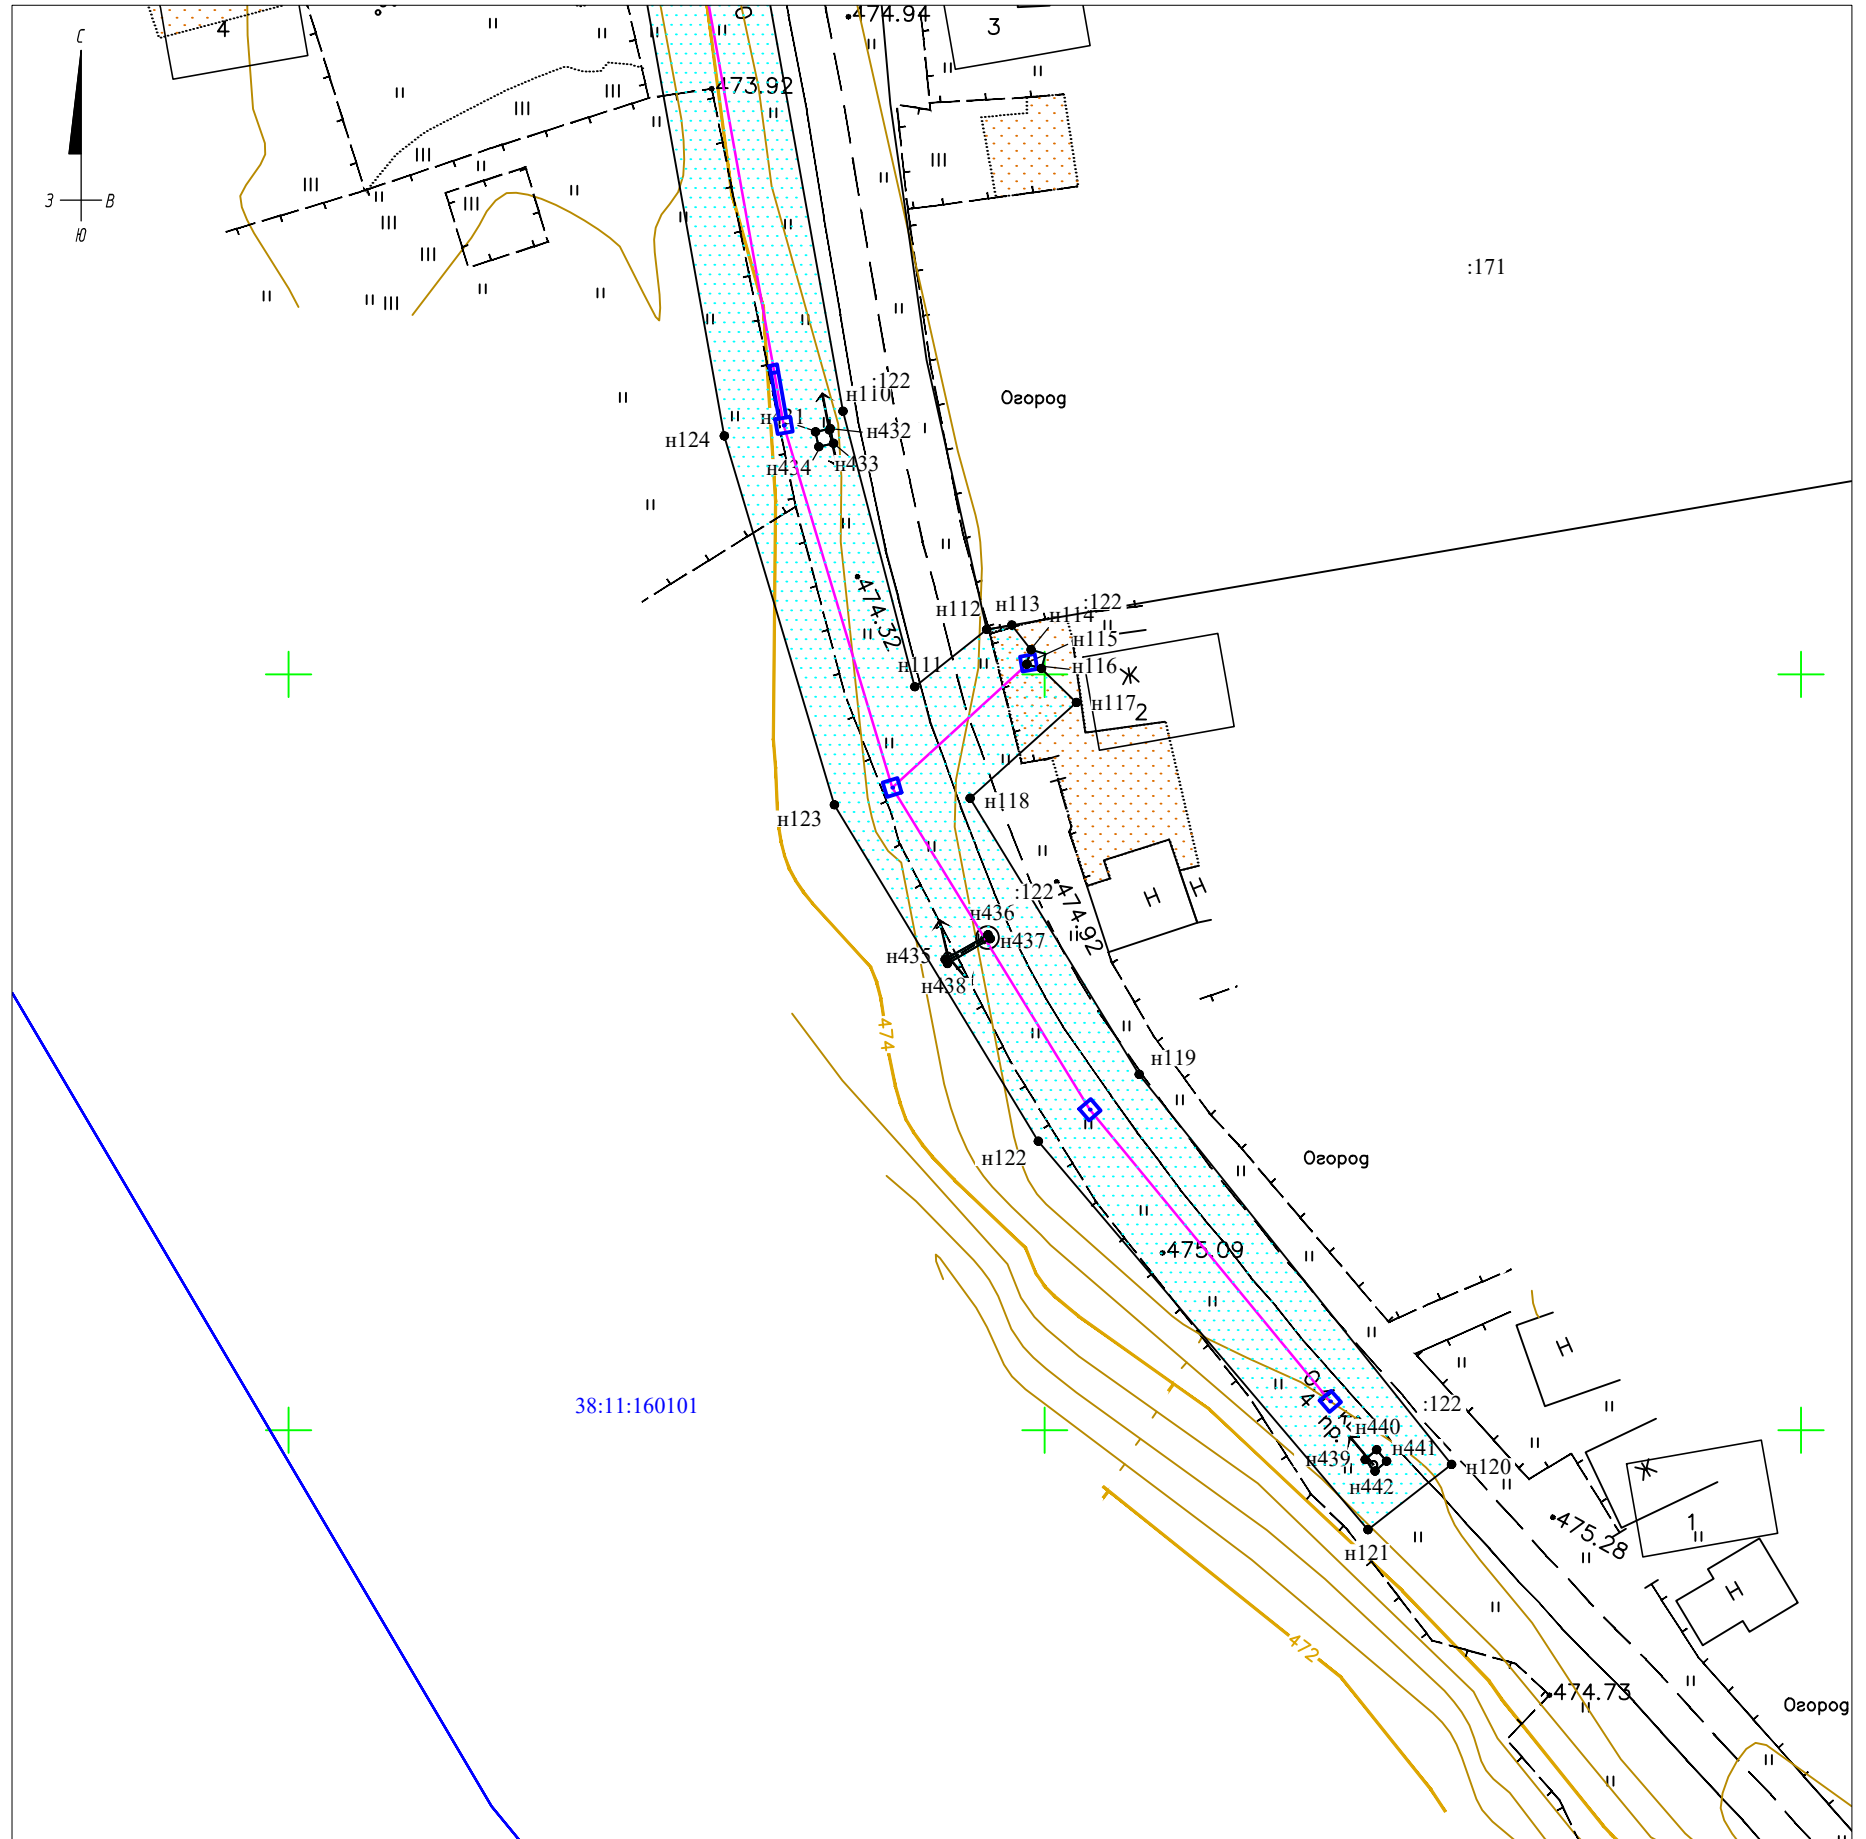 4
474.94
3
С
473.92
З
В
Ю
:171
:122
н110
Огород
н432
н124
н434
н433
474.32
н112
н113
:122
н114
н115
н111
н116
Ж
н117
2
н118
н123
:122
Н
Н
474.92
н436
н437
н435
н438
474
н119
н122
Огород
475.09
Н
38:11:160101
:122
4 пр.
н440
н441
н439
н120
Ж
н442
475.28
1
н121
Н
472
474.73
Огород